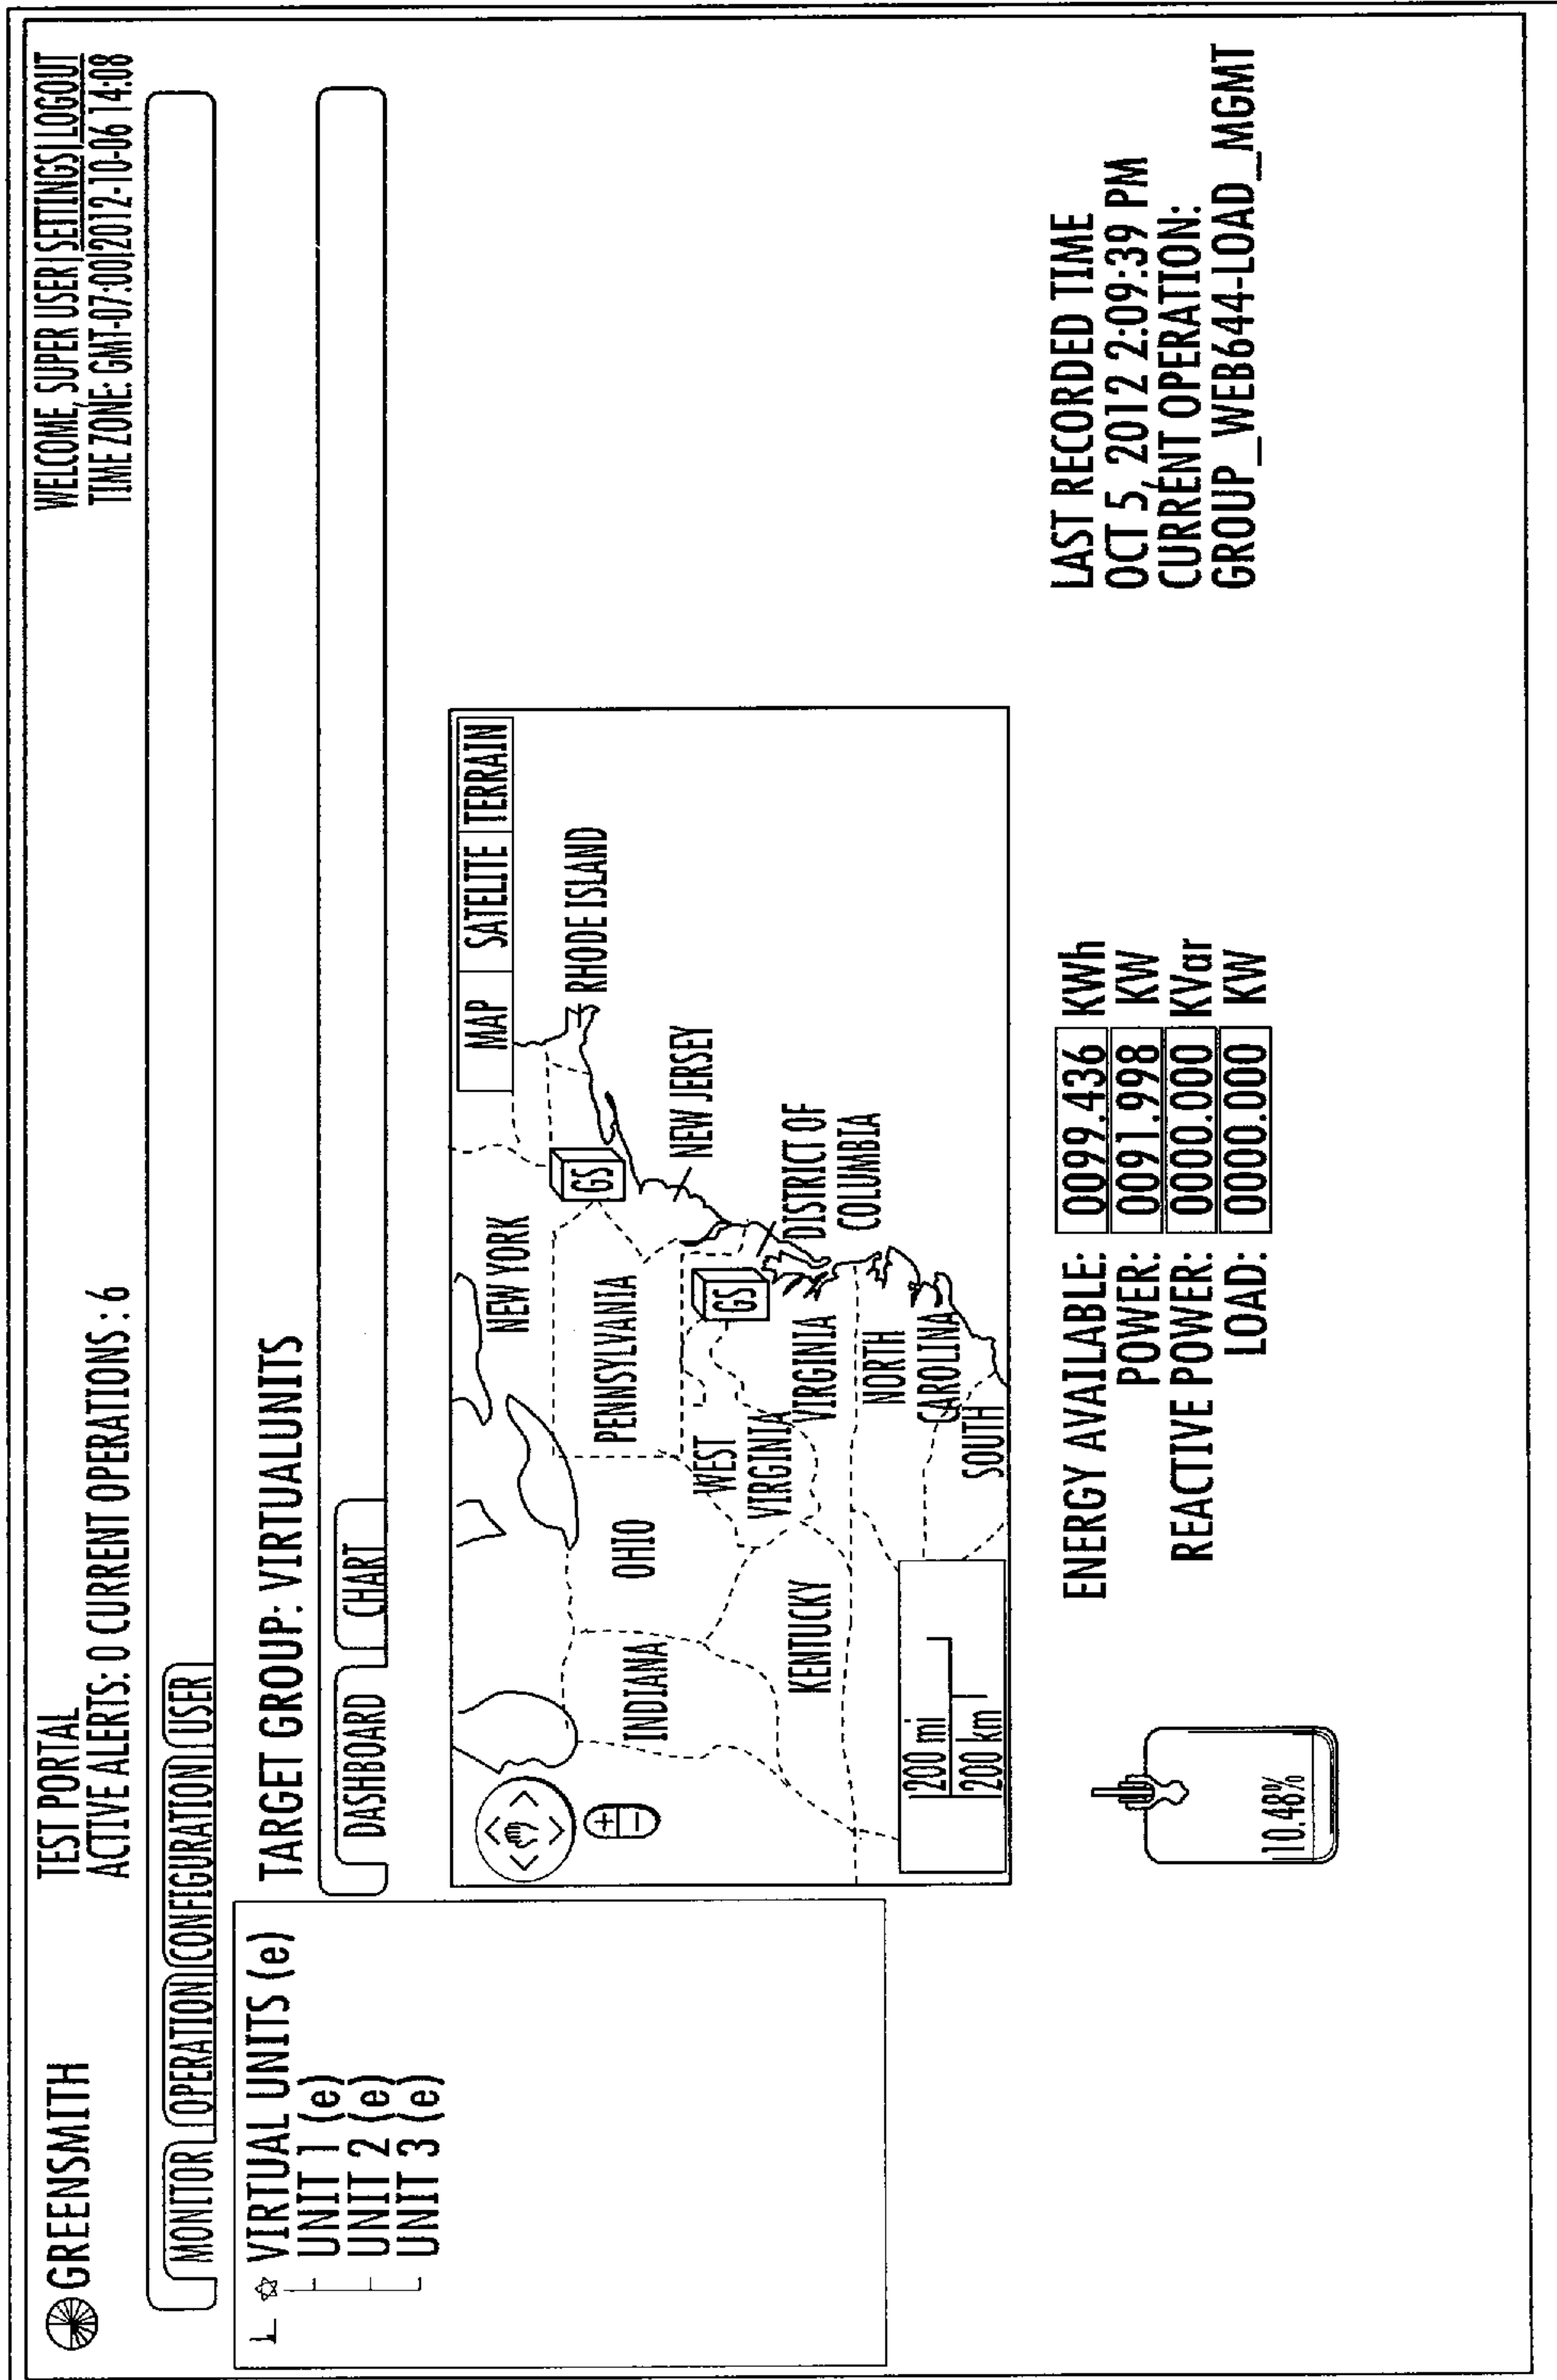 GREENSMITH
TEST PORTAL
ACTIVE ALERTS: 0 CURRENT OPERATIONS : 6
WELCOME, SUPER USER | SETTINGS | LOGOUT
TIME ZONE: GMT-07:00|2012-10-06 14:08
MONITOR OPERATION CONFIGURATION USER
VIRTUAL UNITS (e)
UNIT 1 (e)
UNIT 2 (e)
UNIT 3 (e)
TARGET GROUP: VIRTUALUNITS
DASHBOARD CHART
MAP SATELITE TERRAIN
NEW YORK
RHODE ISLAND
GS
PENNSYLVANIA
NEW JERSEY
OHIO
INDIANA
GS
WEST
VIRGINIA
DISTRICT OF
COLUMBIA
VIRGINIA
KENTUCKY
NORTH
CAROLINA
SOUTH
+
−
200 mi
200 km
10.48%
ENERGY AVAILABLE: 0099.436 KWh
POWER: 0091.998 KW
REACTIVE POWER: 0000.000 KVar
LOAD: 0000.000 KW
LAST RECORDED TIME
OCT 5, 2012 2:09:39 PM
CURRENT OPERATION:
GROUP_WEB644-LOAD_MGMT